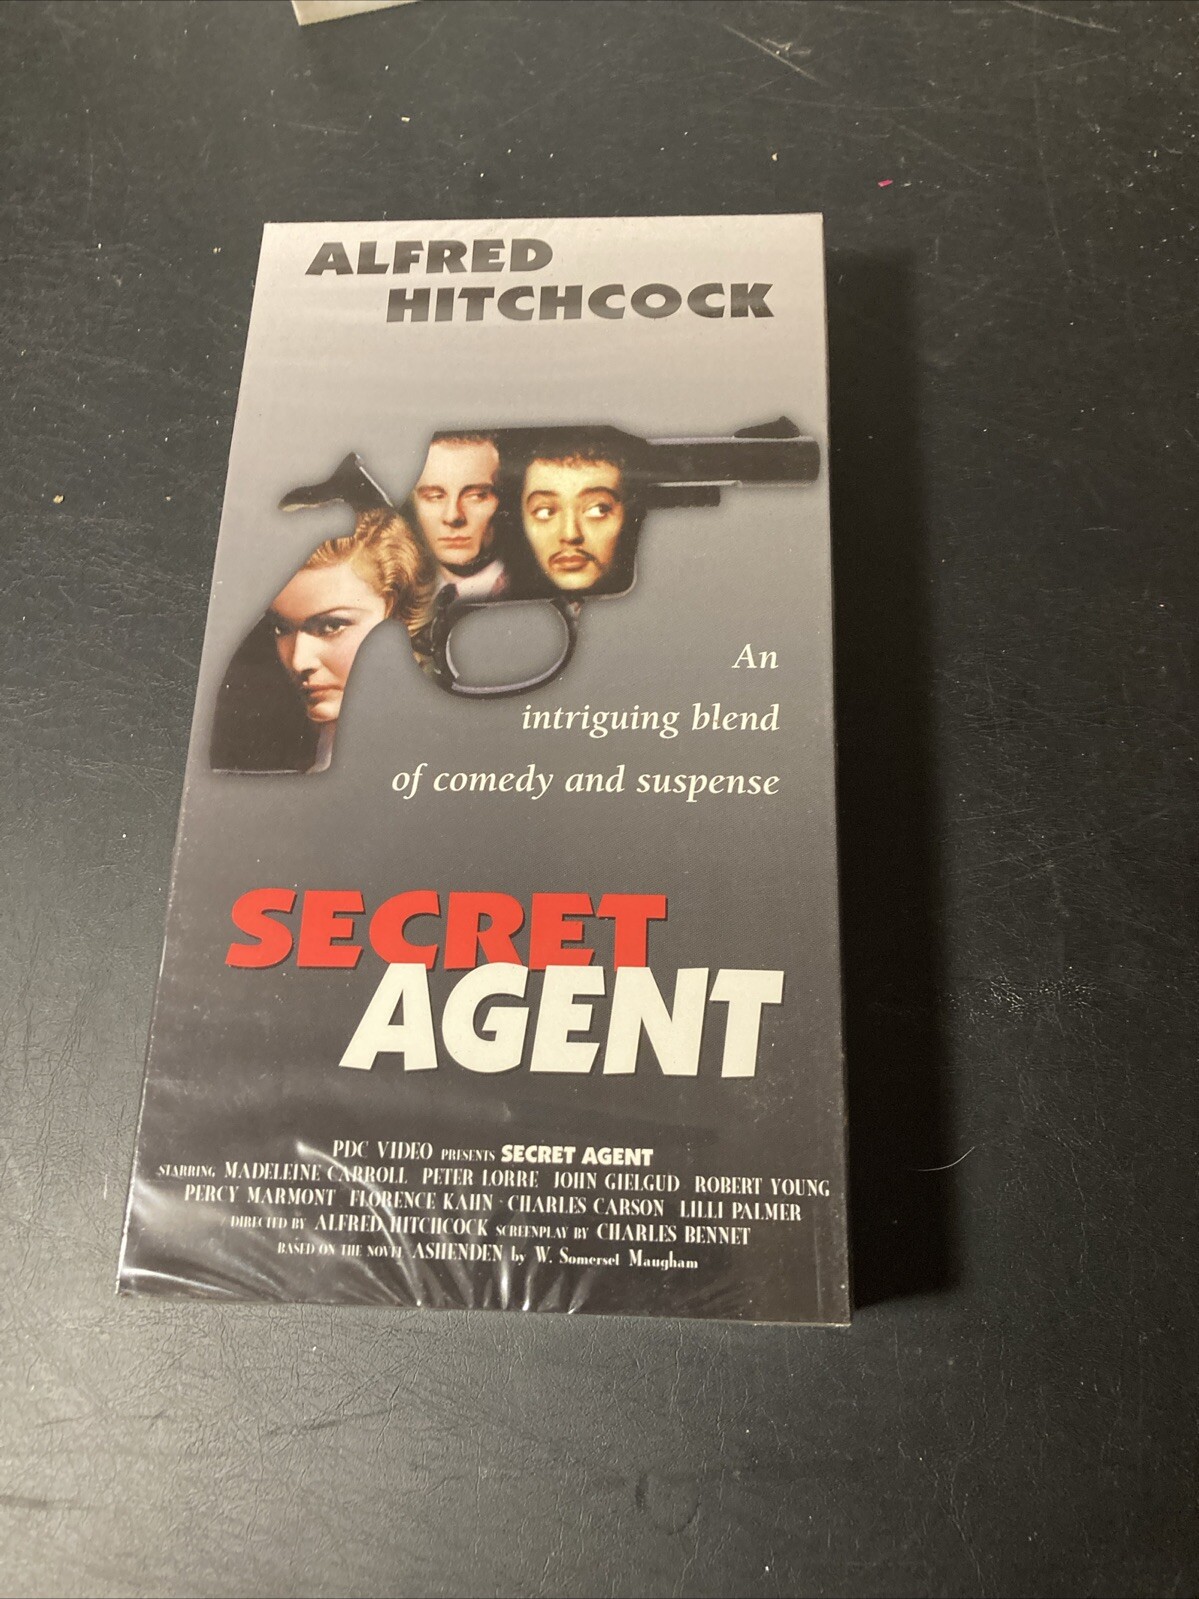 ALFRED
HITCHCOCK
An
intriguing blend
of comedy and suspense
SECRET
AGENT
PDC VIDEO PRESENTS SECRET AGENT
STARRING MADELEINE CARROLL PETER LORRE JOHN GIELGUD ROBERT YOUNG
PERCY MARMONT FLORENCE KAHN · CHARLES CARSON LILLI PALMER
DIRECTED BY ALFRED HITCHCOCK SCREENPLAY BY CHARLES BENNET
BASED ON THE NOVEL ASHENDEN by W. Somerset Maugham